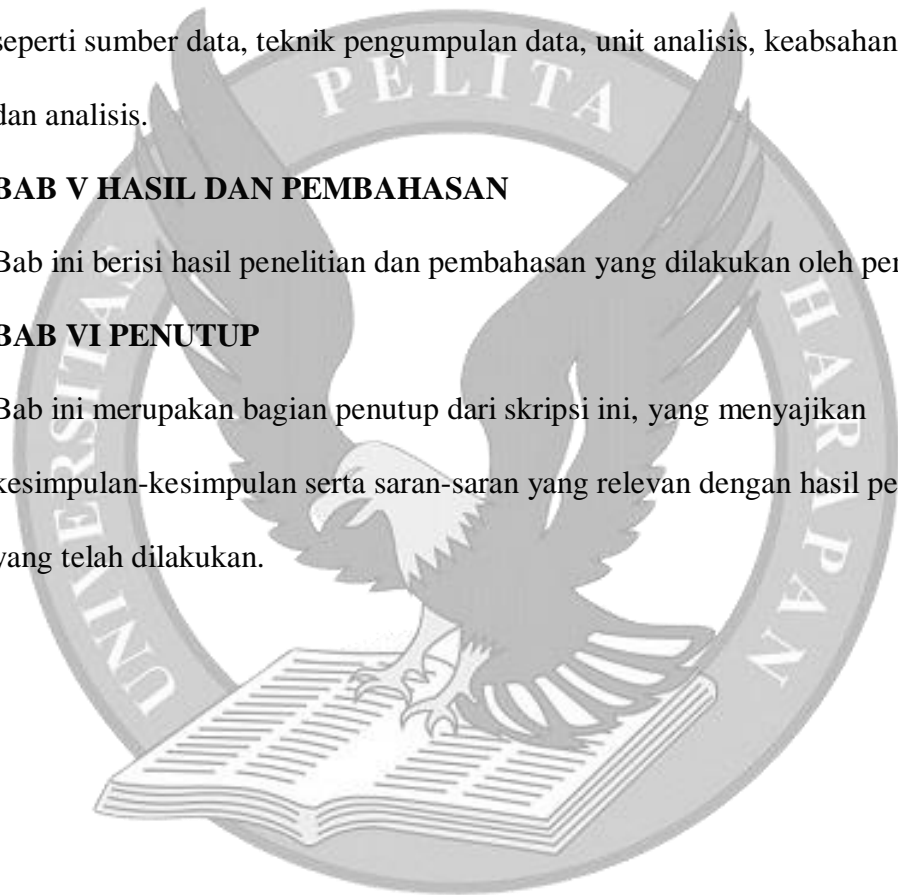 seperti sumber data, teknik pengumpulan data, unit analisis, keabsahan
dan analisis.
BAB V HASIL DAN PEMBAHASAN
Bab ini berisi hasil penelitian dan pembahasan yang dilakukan oleh pe
BAB VI PENUTUP
Bab ini merupakan bagian penutup dari skripsi ini, yang menyajikan
kesimpulan-kesimpulan serta saran-saran yang relevan dengan hasil pe
yang telah dilakukan.
UNIVERSITAS PELITA HARAPAN